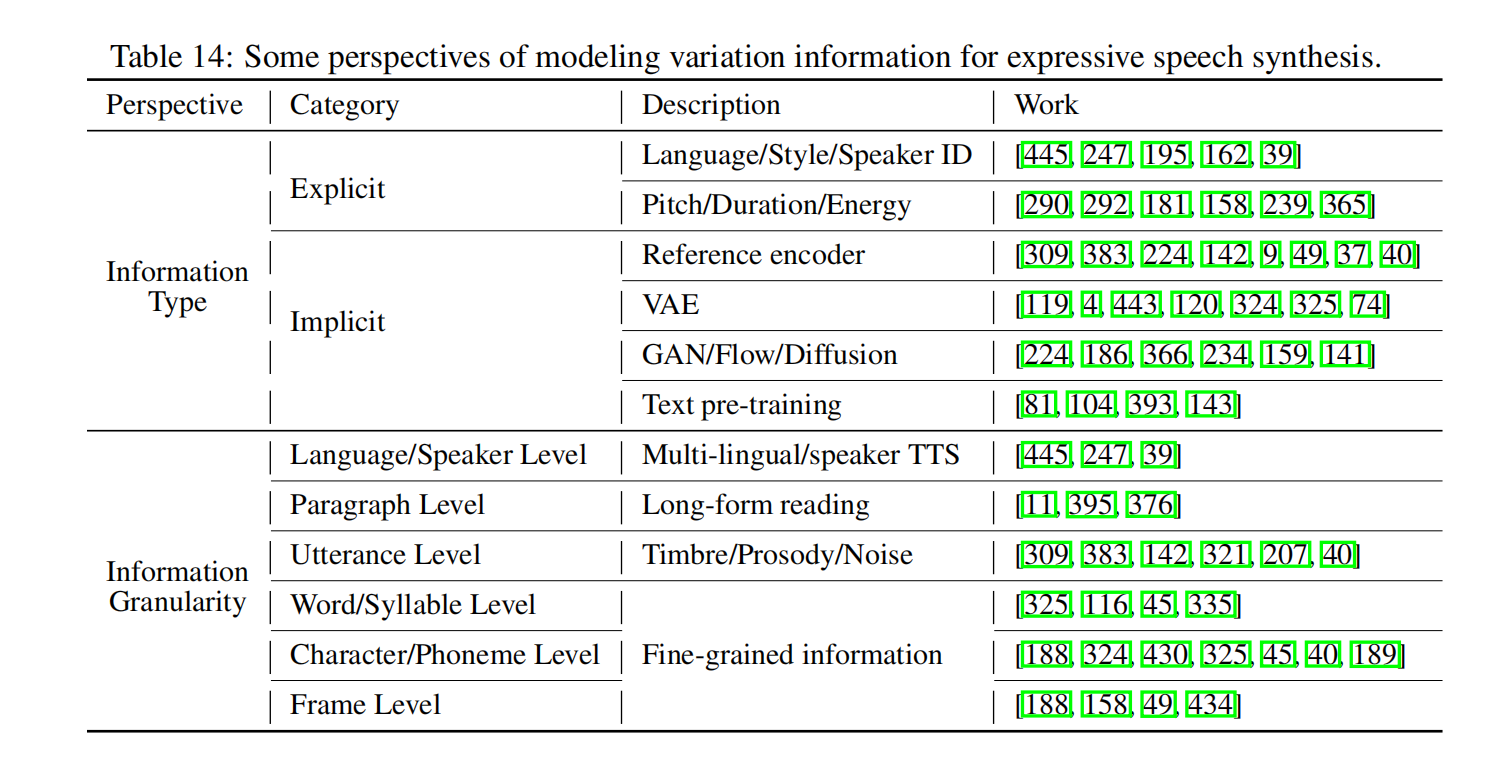 Table 14: Some perspectives of modeling variation information for expressive speech synthesis.
Perspective Category Description Work
Information Type Explicit Language/Style/Speaker ID [445, 247, 195, 162, 39]
Pitch/Duration/Energy [290, 292, 181, 158, 239, 365]
Implicit Reference encoder [309, 383, 224, 142, 9, 49, 37, 40]
VAE [119, 4, 443, 120, 324, 325, 74]
GAN/Flow/Diffusion [224, 186, 366, 234, 159, 141]
Text pre-training [81, 104, 393, 143]
Information Granularity Language/Speaker Level Multi-lingual/speaker TTS [445, 247, 39]
Paragraph Level Long-form reading [11, 395, 376]
Utterance Level Timbre/Prosody/Noise [309, 383, 142, 321, 207, 40]
Word/Syllable Level [325, 116, 45, 335]
Character/Phoneme Level Fine-grained information [188, 324, 430, 325, 45, 40, 189]
Frame Level [188, 158, 49, 434]